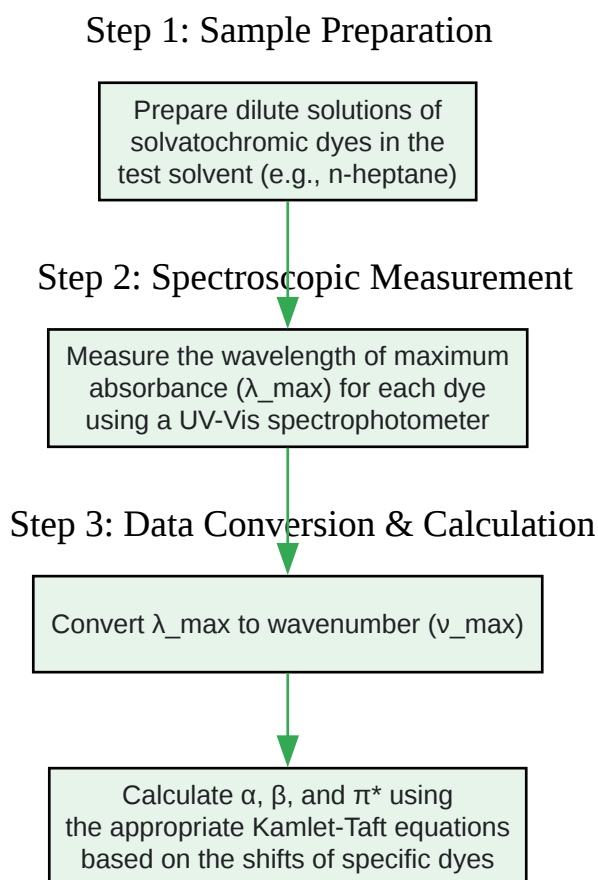 Step 1: Sample Preparation
Prepare dilute solutions of
solvatochromic dyes in the
test solvent (e.g., n-heptane)
Step 2: Spectroscopic Measurement
Measure the wavelength of maximum
absorbance (λ_max) for each dye
using a UV-Vis spectrophotometer
Step 3: Data Conversion & Calculation
Convert λ_max to wavenumber (ν_max)
Calculate α, β, and π* using
the appropriate Kamlet-Taft equations
based on the shifts of specific dyes